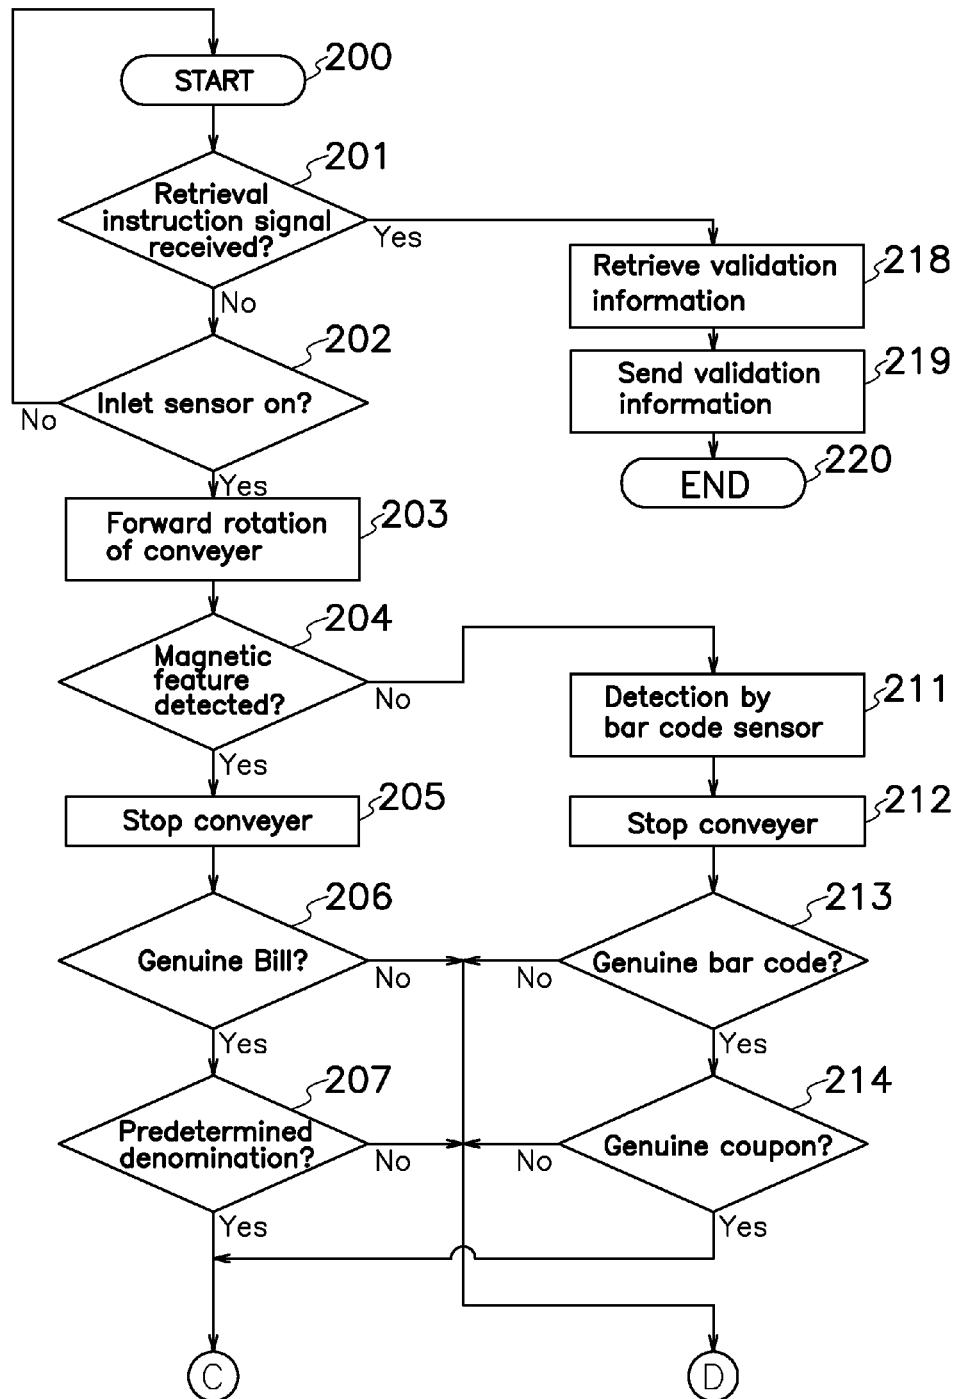 START
200
201
Retrieval
instruction signal
received?
Yes
No
Retrieve validation
information
218
202
Inlet sensor on?
No
Yes
Send validation
information
219
END
220
Forward rotation
of conveyer
203
204
Magnetic
feature
detected?
No
Yes
Detection by
bar code sensor
211
Stop conveyer
205
Stop conveyer
212
206
Genuine Bill?
No
Yes
213
Genuine bar code?
No
Yes
207
Predetermined
denomination?
No
Yes
214
Genuine coupon?
No
Yes
C
D